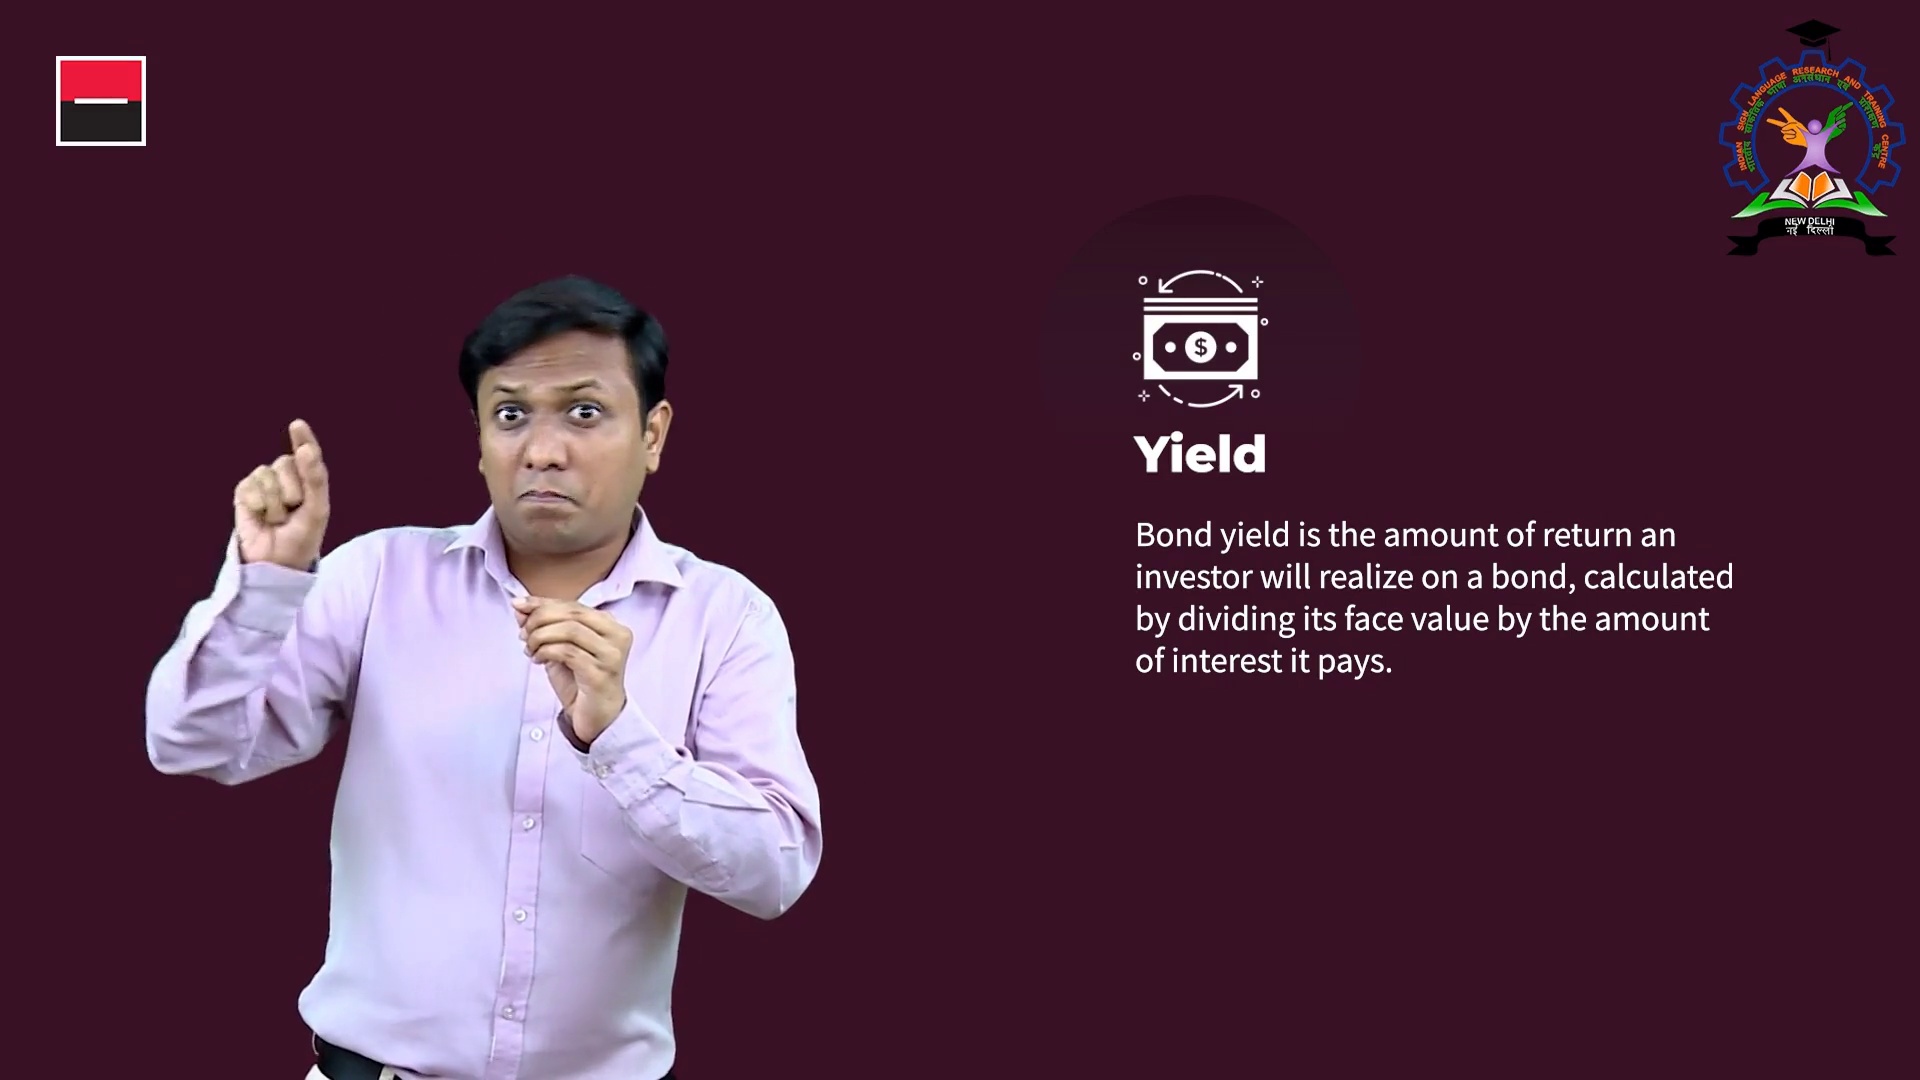 INDIAN SIGN LANGUAGE RESEARCH AND TRAINING CENTRE
भारतीय सांकेतिक भाषा अनुसंधान एवं प्रशिक्षण केंद्र
NEW DELHI
नई दिल्ली
$
Yield
Bond yield is the amount of return an
investor will realize on a bond, calculated
by dividing its face value by the amount
of interest it pays.